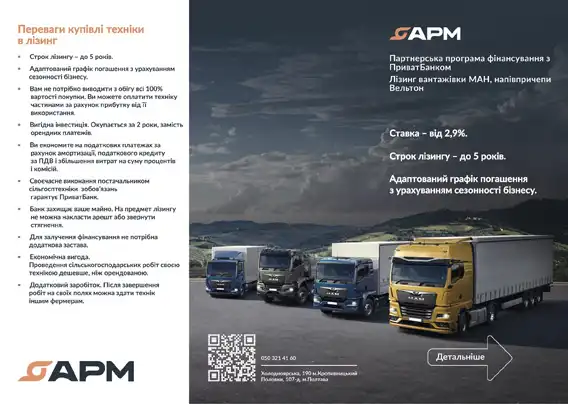 Переваги купівлі техніки
в лізинг
• Строк лізингу – до 5 років.
• Адаптований графік погашення з урахуванням
сезонності бізнесу.
• Вам не потрібно виводити з обігу всі 100%
вартості покупки. Ви можете оплатити техніку
частинами за рахунок прибутку від її
використання.
• Вигідна інвестиція. Окупається за 2 роки, замість
орендних платежів.
• Ви економите на податкових платежах за
рахунок амортизації, податкового кредиту
за ПДВ і збільшення витрат на суму процентів
і комісій.
• Своєчасне виконання постачальником
сільгосптехніки зобов'язань
гарантує ПриватБанк.
• Банк захищає ваше майно. На предмет лізингу
не можна накласти арешт або звернути
стягнення.
• Для залучення фінансування не потрібна
додаткова застава.
• Економічна вигода.
Проведення сільськогосподарських робіт своєю
технікою дешевше, ніж орендованою.
• Додатковий заробіток. Після завершення
робіт на своїх полях можна здати технік
іншим фермерам.
АРМ
АРМ
Партнерська програма фінансування з
ПриватБанком
Лізинг вантажівки МАН, напівпричепи
Вельтон
Ставка – від 2,9%.
Строк лізингу – до 5 років.
Адаптований графік погашення
з урахуванням сезонності бізнесу.
MAN
050 321 41 60
Холодноярська, 190 м.Кропивницький
Половки, 107-д, м.Полтава
Детальніше